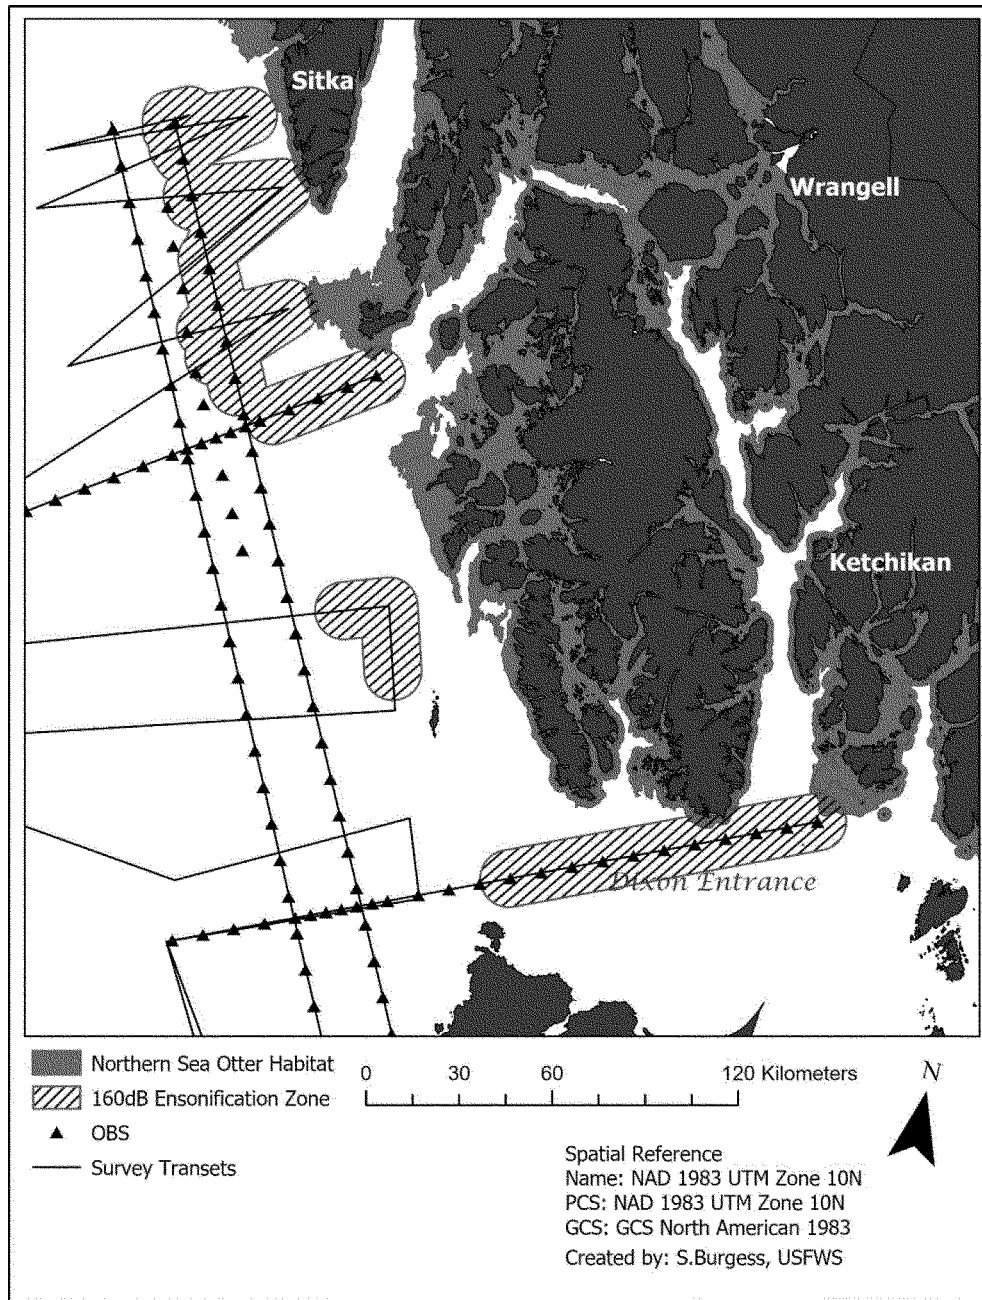 Sitka
Wrangell
Ketchikan
Dixon Entrance
Northern Sea Otter Habitat
160dB Ensonification Zone
OBS
Survey Transets
0 30 60 120 Kilometers
N
Spatial Reference
Name: NAD 1983 UTM Zone 10N
PCS: NAD 1983 UTM Zone 10N
GCS: GCS North American 1983
Created by: S.Burgess, USFWS